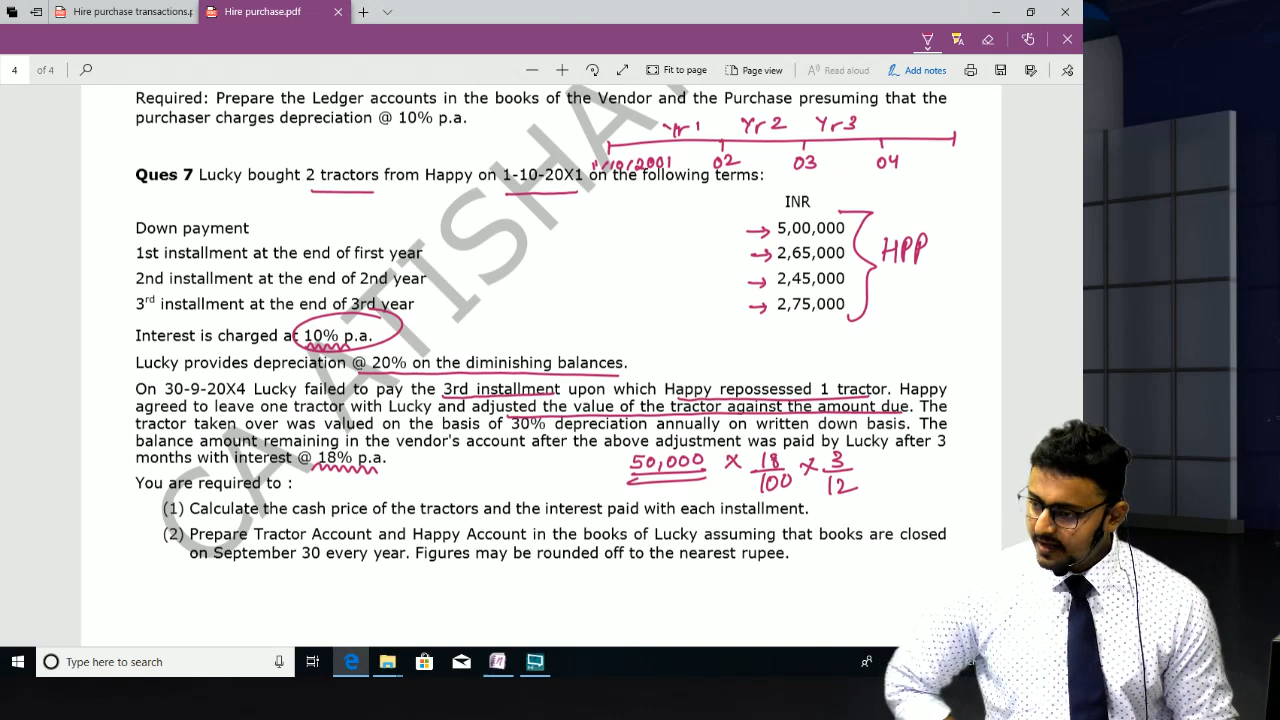 Hire purchase transactions.p
Hire purchase.pdf
4 of 4
Fit to page
Page view
Read aloud
Add notes
Required: Prepare the Ledger accounts in the books of the Vendor and the Purchase presuming that the
purchaser charges depreciation @ 10% p.a.
Yr 1 Yr 2 Yr 3
1/10/2001 02 03 04
Ques 7 Lucky bought 2 tractors from Happy on 1-10-20X1 on the following terms:
INR
Down payment 5,00,000
1st installment at the end of first year 2,65,000
HPP
2nd installment at the end of 2nd year 2,45,000
3rd installment at the end of 3rd year 2,75,000
Interest is charged at 10% p.a.
Lucky provides depreciation @ 20% on the diminishing balances.
On 30-9-20X4 Lucky failed to pay the 3rd installment upon which Happy repossessed 1 tractor. Happy
agreed to leave one tractor with Lucky and adjusted the value of the tractor against the amount due. The
tractor taken over was valued on the basis of 30% depreciation annually on written down basis. The
balance amount remaining in the vendor's account after the above adjustment was paid by Lucky after 3
months with interest @ 18% p.a.
50,000 × 18/100 × 3/12
You are required to :
(1) Calculate the cash price of the tractors and the interest paid with each installment.
(2) Prepare Tractor Account and Happy Account in the books of Lucky assuming that books are closed
on September 30 every year. Figures may be rounded off to the nearest rupee.
Type here to search